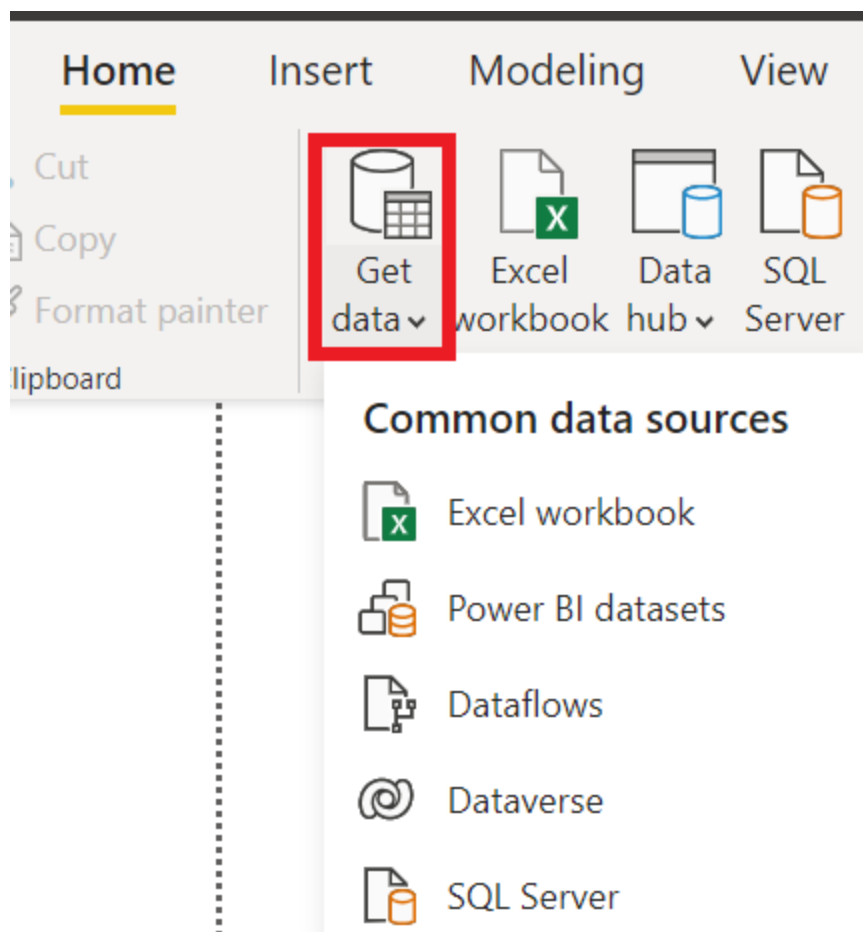 Home Insert Modeling View
Cut
Copy
Format painter
lipboard
Get data
Excel workbook
Data hub
SQL Server
Common data sources
Excel workbook
Power BI datasets
Dataflows
Dataverse
SQL Server